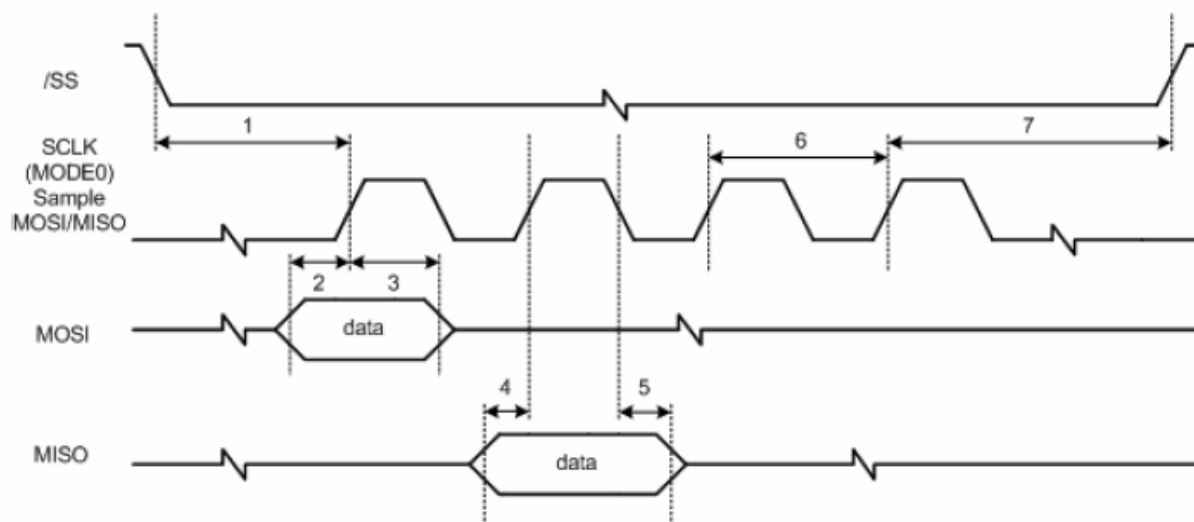 /SS
1
7
6
SCLK
(MODE0)
Sample
MOSI/MISO
2
3
MOSI
data
4
5
MISO
data